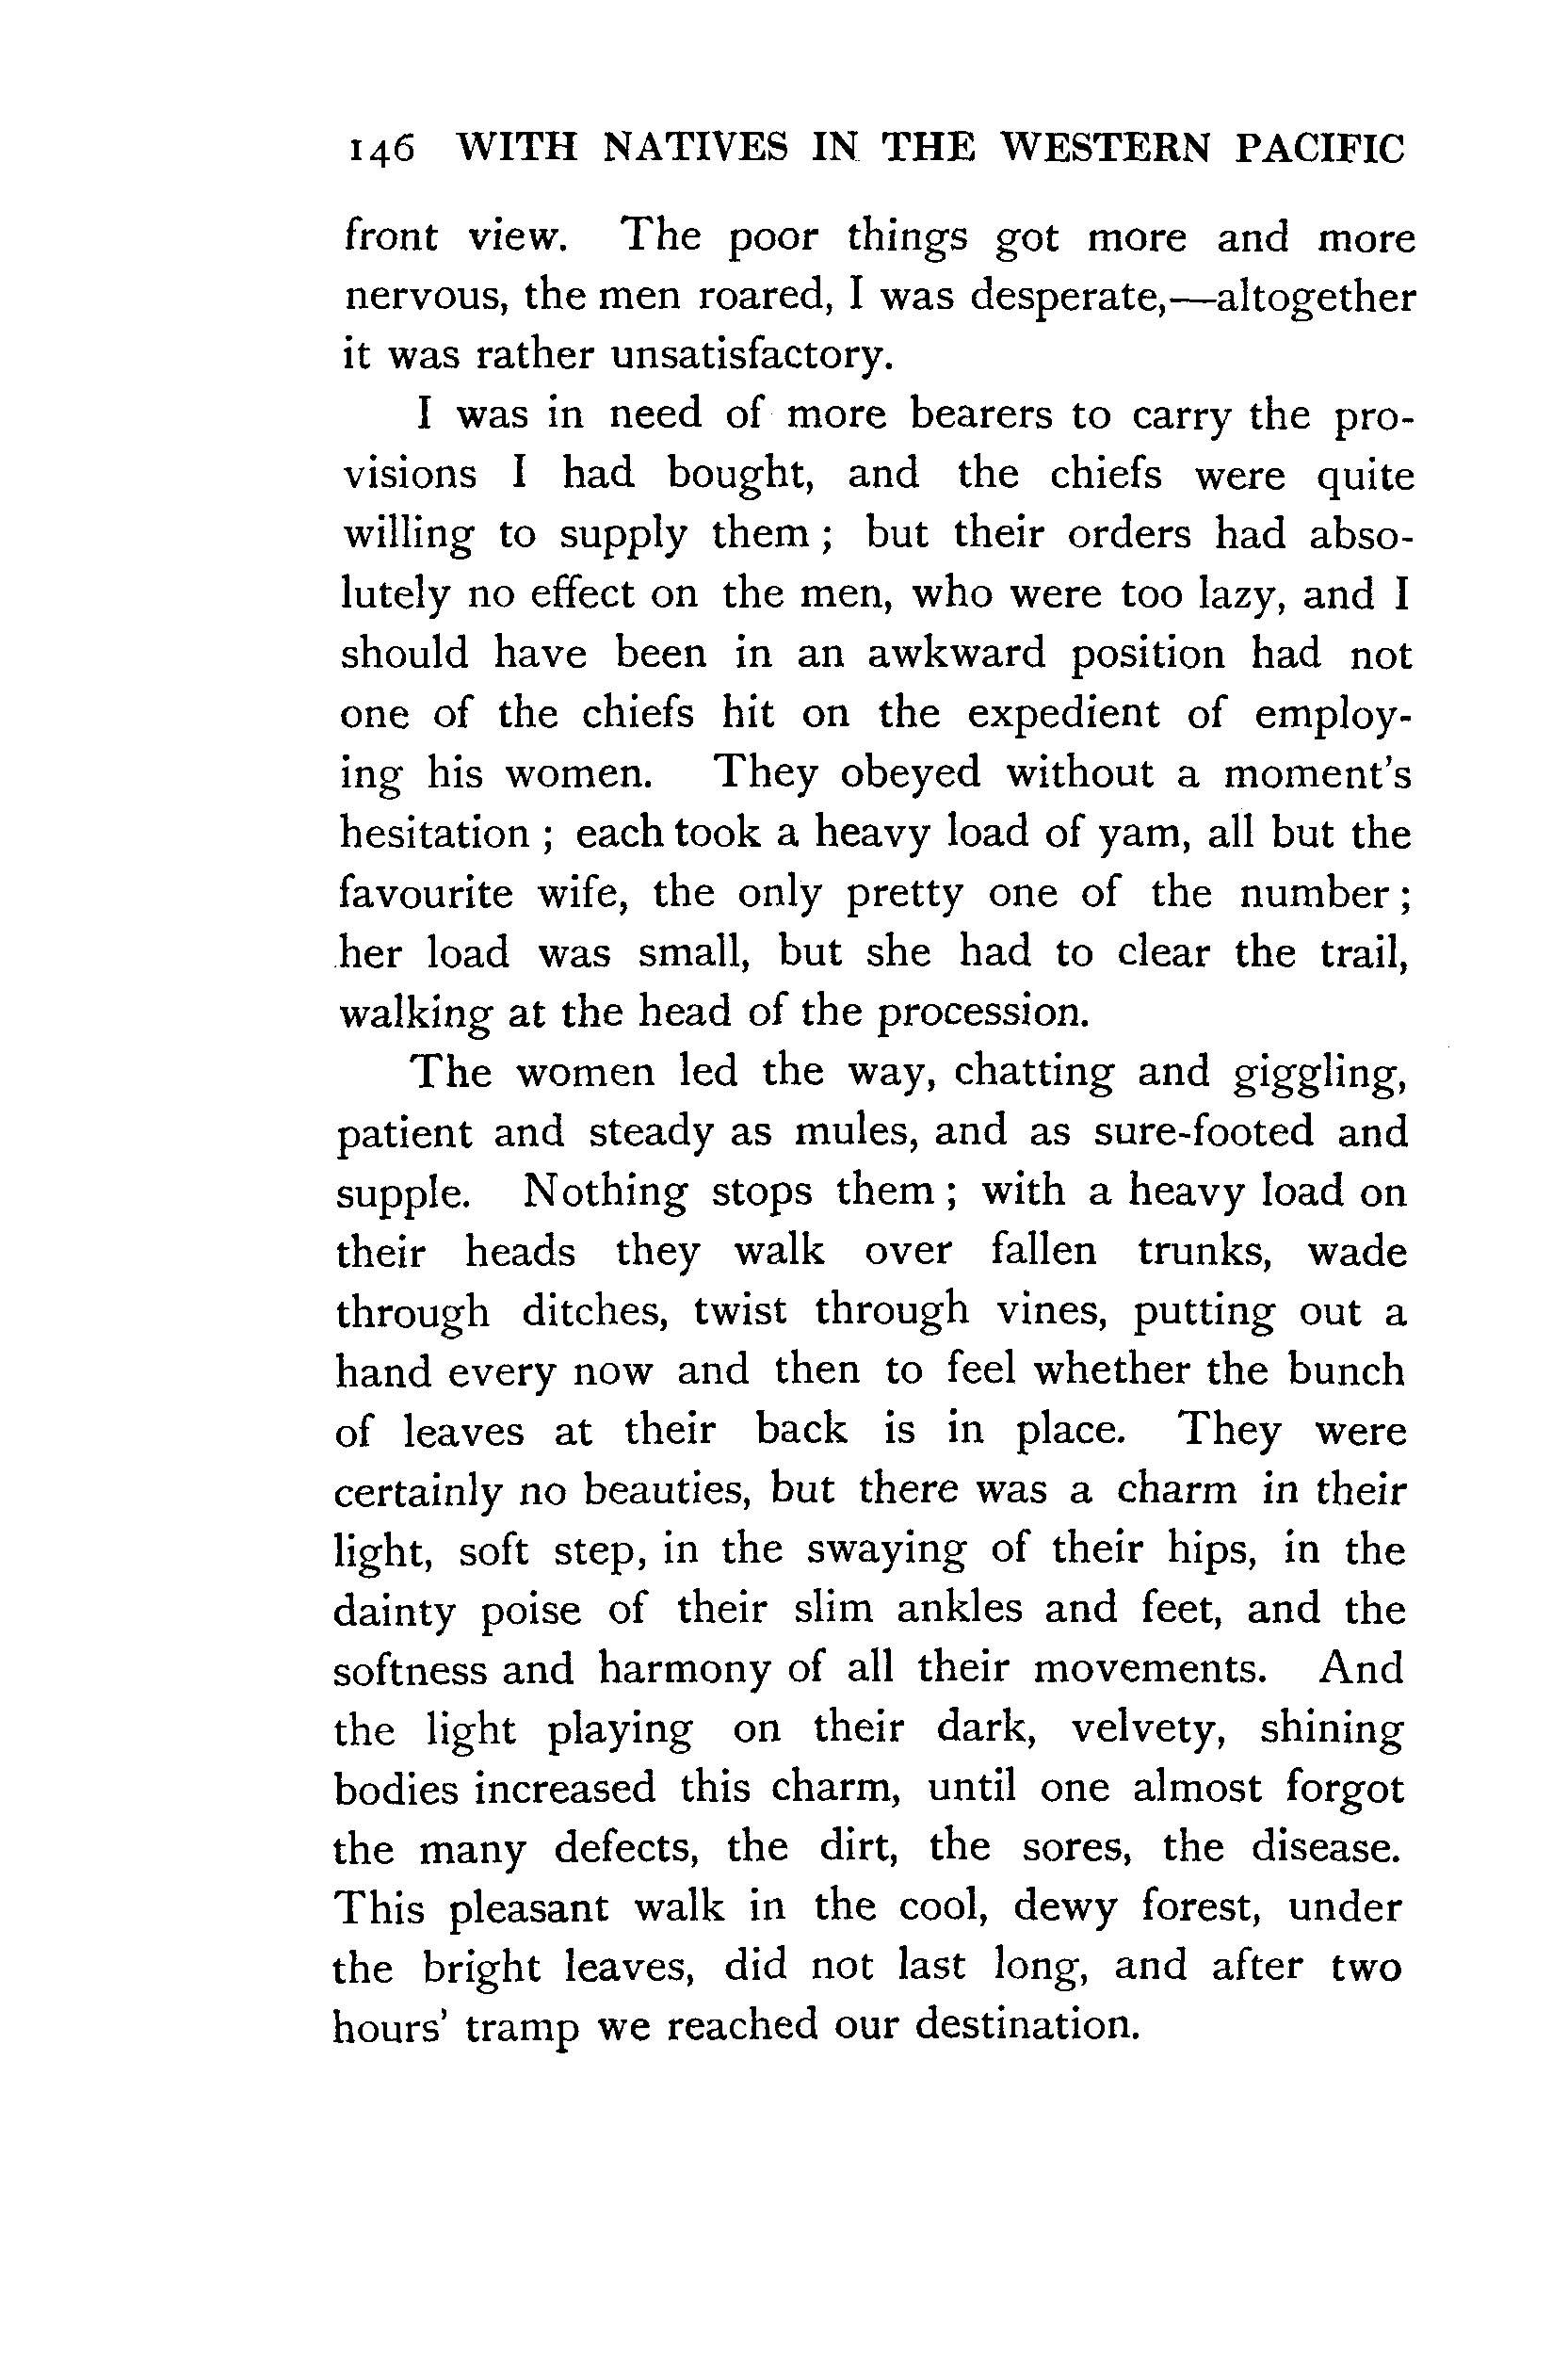 146 WITH NATIVES IN THE WESTERN PACIFIC
front view. The poor things got more and more
nervous, the men roared, I was desperate,—altogether
it was rather unsatisfactory.
I was in need of more bearers to carry the pro-
visions I had bought, and the chiefs were quite
willing to supply them ; but their orders had abso-
lutely no effect on the men, who were too lazy, and I
should have been in an awkward position had not
one of the chiefs hit on the expedient of employ-
ing his women. They obeyed without a moment's
hesitation ; each took a heavy load of yam, all but the
favourite wife, the only pretty one of the number ;
her load was small, but she had to clear the trail,
walking at the head of the procession.
The women led the way, chatting and giggling,
patient and steady as mules, and as sure-footed and
supple. Nothing stops them ; with a heavy load on
their heads they walk over fallen trunks, wade
through ditches, twist through vines, putting out a
hand every now and then to feel whether the bunch
of leaves at their back is in place. They were
certainly no beauties, but there was a charm in their
light, soft step, in the swaying of their hips, in the
dainty poise of their slim ankles and feet, and the
softness and harmony of all their movements. And
the light playing on their dark, velvety, shining
bodies increased this charm, until one almost forgot
the many defects, the dirt, the sores, the disease.
This pleasant walk in the cool, dewy forest, under
the bright leaves, did not last long, and after two
hours' tramp we reached our destination.